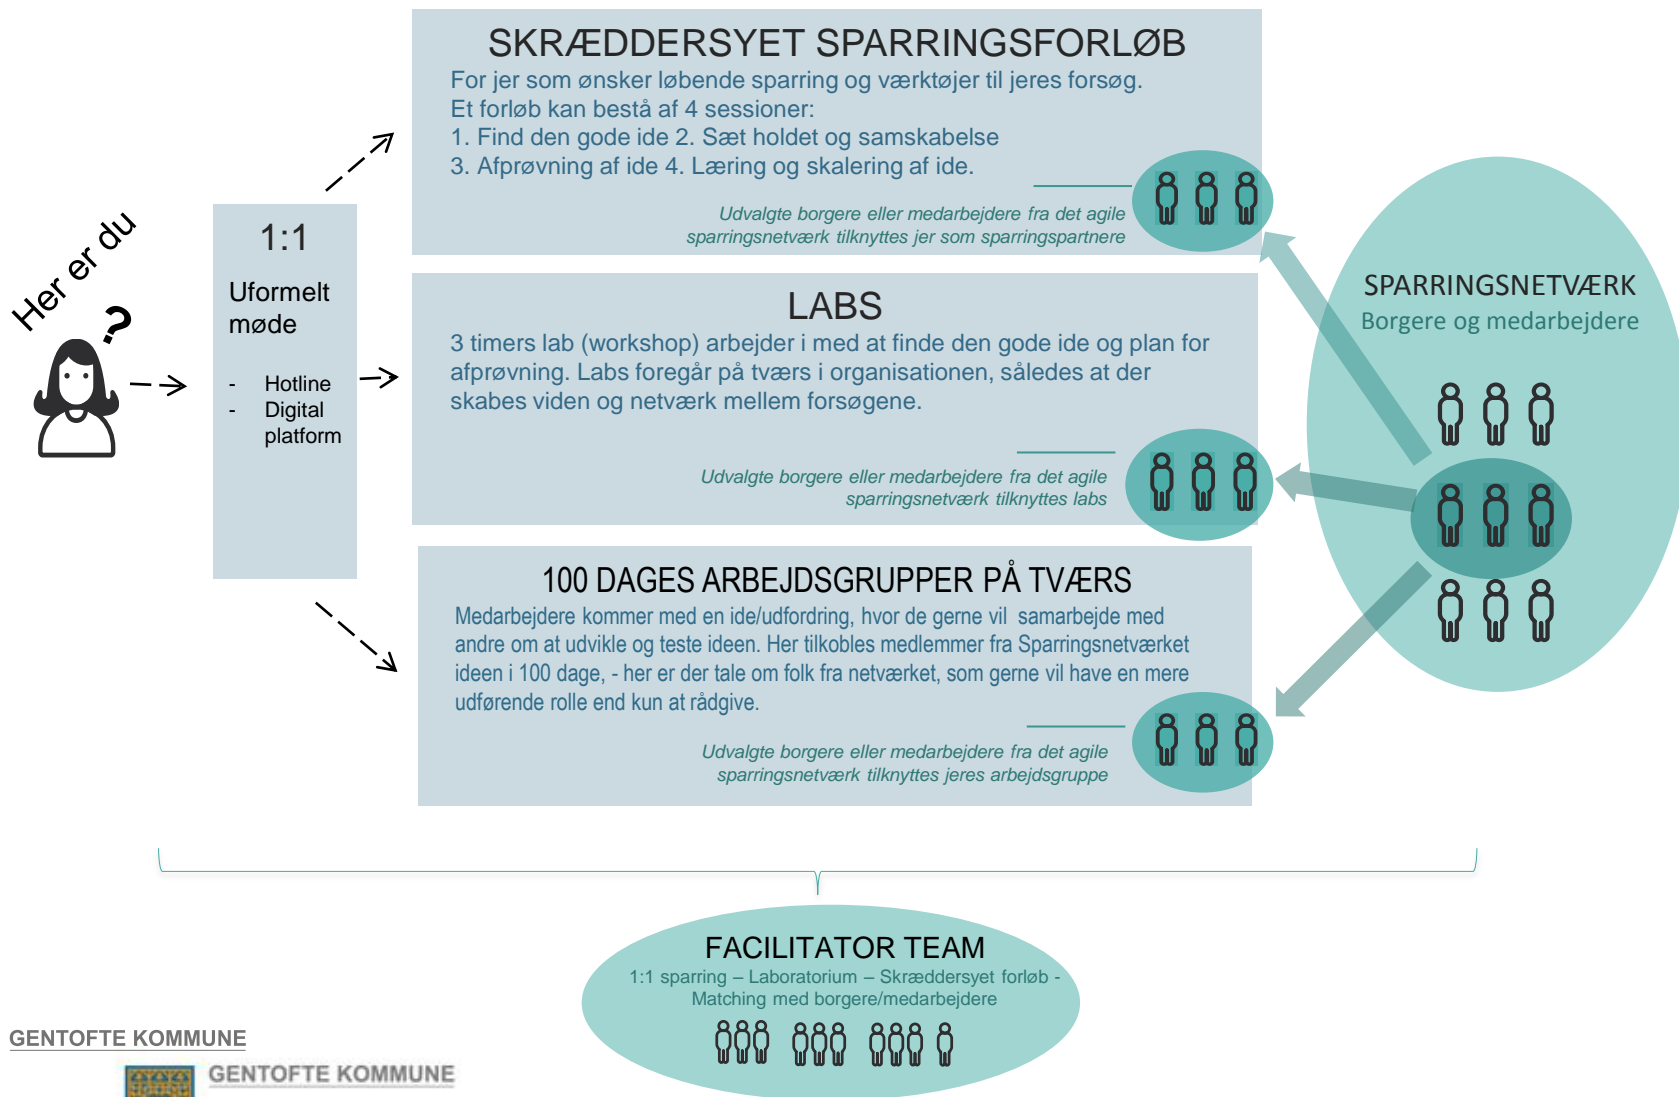 Her er du
?
1:1
Uformelt
møde
- Hotline
- Digital
platform
SKRÆDDERSYET SPARRINGSFORLØB
For jer som ønsker løbende sparring og værktøjer til jeres forsøg.
Et forløb kan bestå af 4 sessioner:
1. Find den gode ide 2. Sæt holdet og samskabelse
3. Afprøvning af ide 4. Læring og skalering af ide.
Udvalgte borgere eller medarbejdere fra det agile
sparringsnetværk tilknyttes jer som sparringspartnere
LABS
3 timers lab (workshop) arbejder i med at finde den gode ide og plan for
afprøvning. Labs foregår på tværs i organisationen, således at der
skabes viden og netværk mellem forsøgene.
Udvalgte borgere eller medarbejdere fra det agile
sparringsnetværk tilknyttes labs
100 DAGES ARBEJDSGRUPPER PÅ TVÆRS
Medarbejdere kommer med en ide/udfordring, hvor de gerne vil samarbejde med
andre om at udvikle og teste ideen. Her tilkobles medlemmer fra Sparringsnetværket
ideen i 100 dage, - her er der tale om folk fra netværket, som gerne vil have en mere
udførende rolle end kun at rådgive.
Udvalgte borgere eller medarbejdere fra det agile
sparringsnetværk tilknyttes jeres arbejdsgruppe
SPARRINGSNETVÆRK
Borgere og medarbejdere
FACILITATOR TEAM
1:1 sparring – Laboratorium – Skræddersyet forløb -
Matching med borgere/medarbejdere
GENTOFTE KOMMUNE
GENTOFTE KOMMUNE